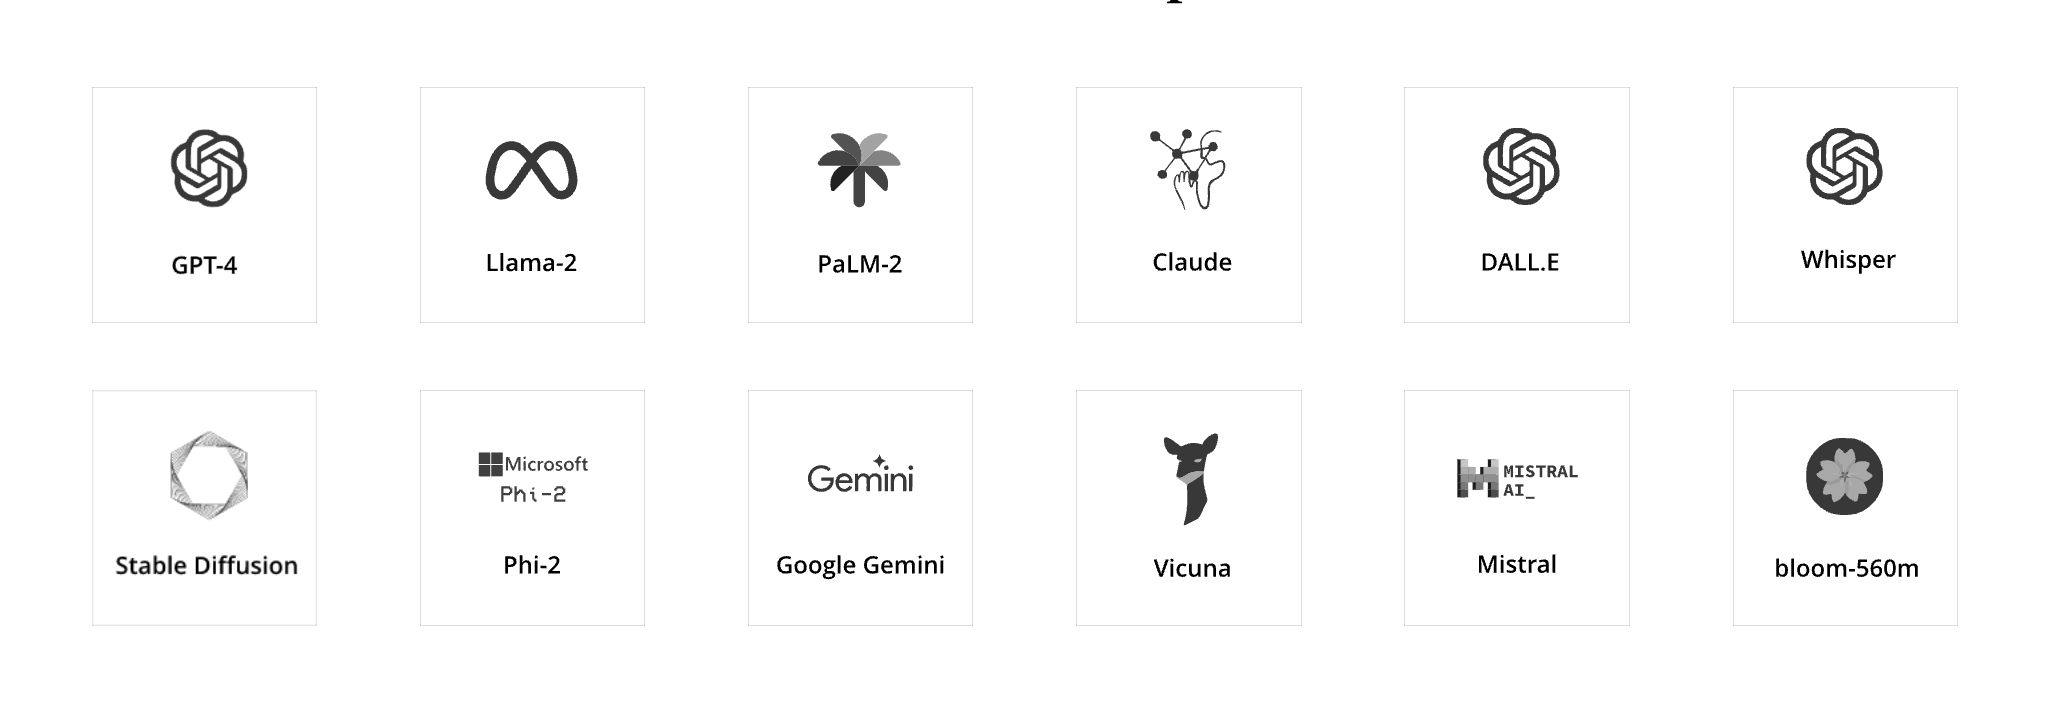 GPT-4
Llama-2
PaLM-2
Claude
DALL.E
Whisper
Stable Diffusion
Microsoft
Phi-2
Phi-2
Gemini
Google Gemini
Vicuna
MISTRAL
AI_
Mistral
bloom-560m